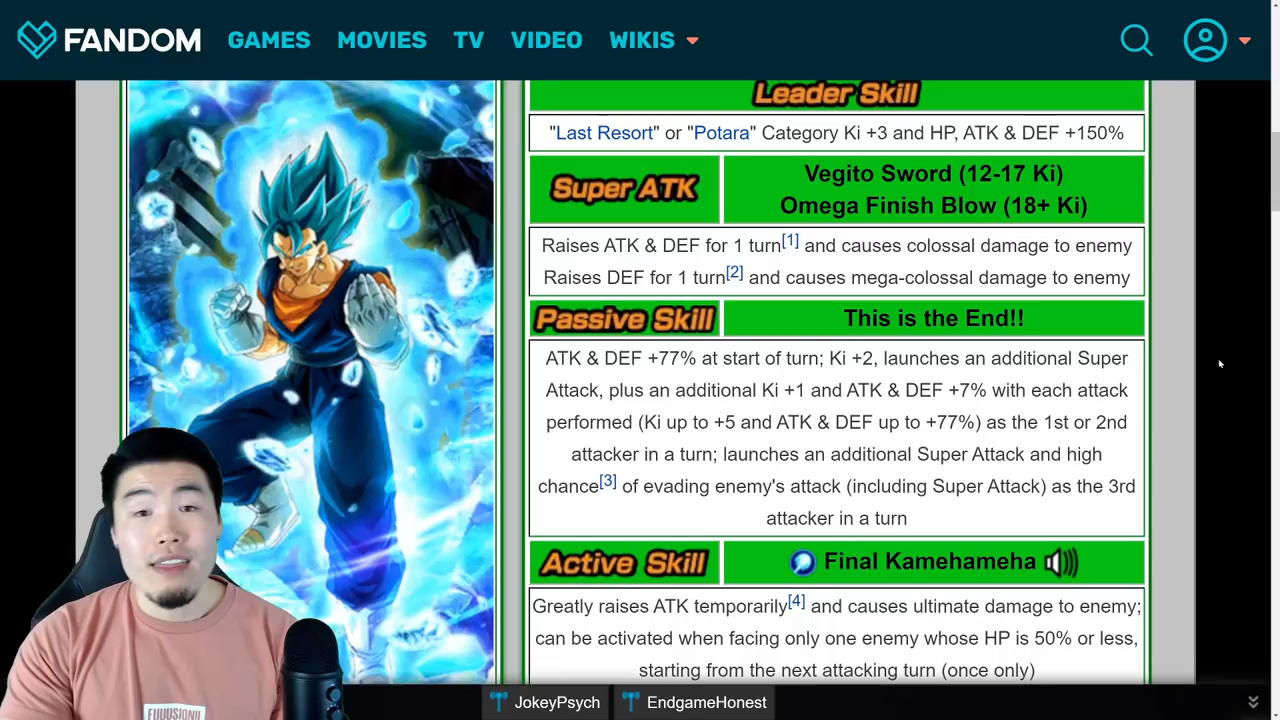 FANDOM GAMES MOVIES TV VIDEO WIKIS
Leader Skill
"Last Resort" or "Potara" Category Ki +3 and HP, ATK & DEF +150%
Super ATK
Vegito Sword (12-17 Ki)
Omega Finish Blow (18+ Ki)
Raises ATK & DEF for 1 turn[1] and causes colossal damage to enemy
Raises DEF for 1 turn[2] and causes mega-colossal damage to enemy
Passive Skill
This is the End!!
ATK & DEF +77% at start of turn; Ki +2, launches an additional Super
Attack, plus an additional Ki +1 and ATK & DEF +7% with each attack
performed (Ki up to +5 and ATK & DEF up to +77%) as the 1st or 2nd
attacker in a turn; launches an additional Super Attack and high
chance[3] of evading enemy's attack (including Super Attack) as the 3rd
attacker in a turn
Active Skill
Final Kamehameha
Greatly raises ATK temporarily[4] and causes ultimate damage to enemy;
can be activated when facing only one enemy whose HP is 50% or less,
starting from the next attacking turn (once only)
JokeyPsych EndgameHonest